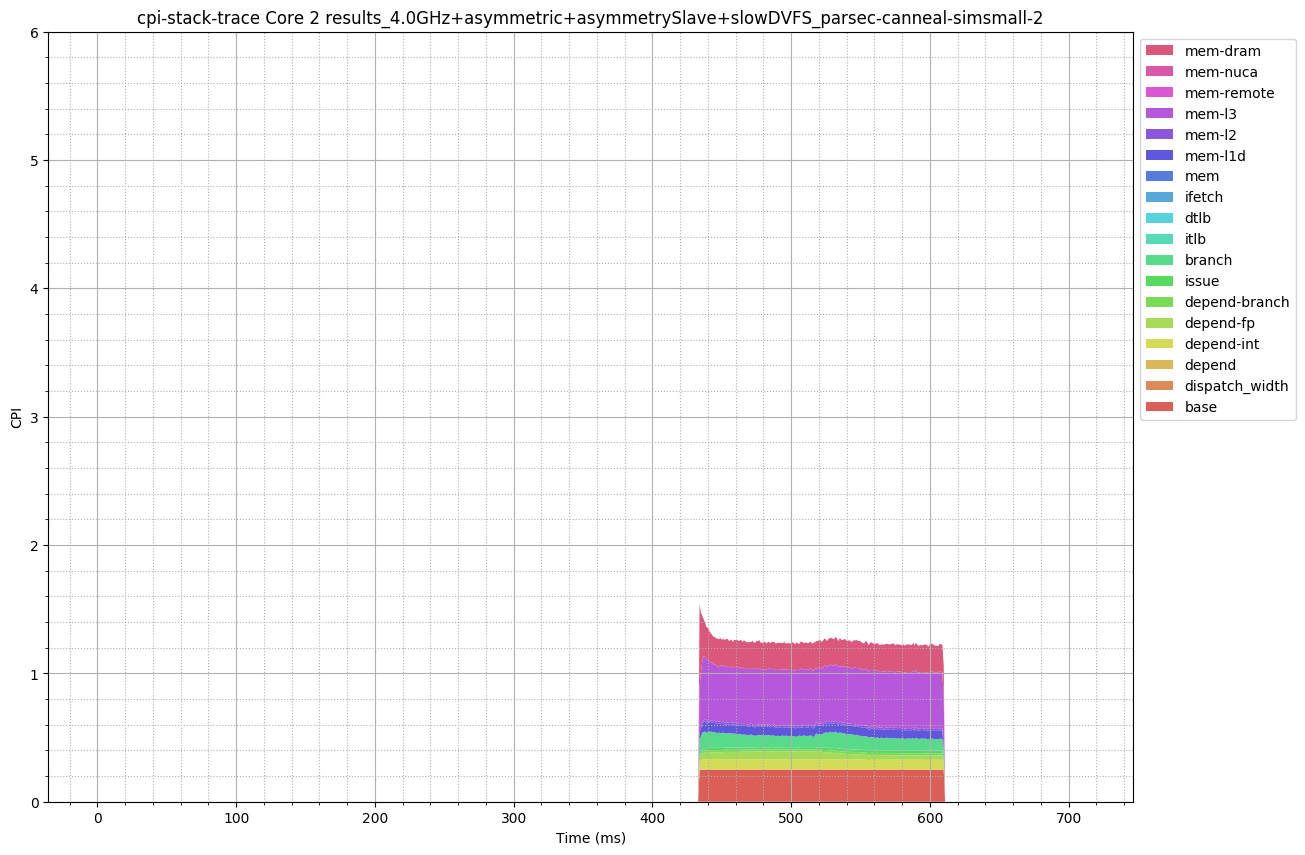 cpi-stack-trace Core 2 results_4.0GHz+asymmetric+asymmetrySlave+slowDVFS_parsec-canneal-simsmall-2
6
5
4
3
2
1
0
CPI
0 100 200 300 400 500 600 700
Time (ms)
mem-dram
mem-nuca
mem-remote
mem-l3
mem-l2
mem-l1d
mem
ifetch
dtlb
itlb
branch
issue
depend-branch
depend-fp
depend-int
depend
dispatch_width
base